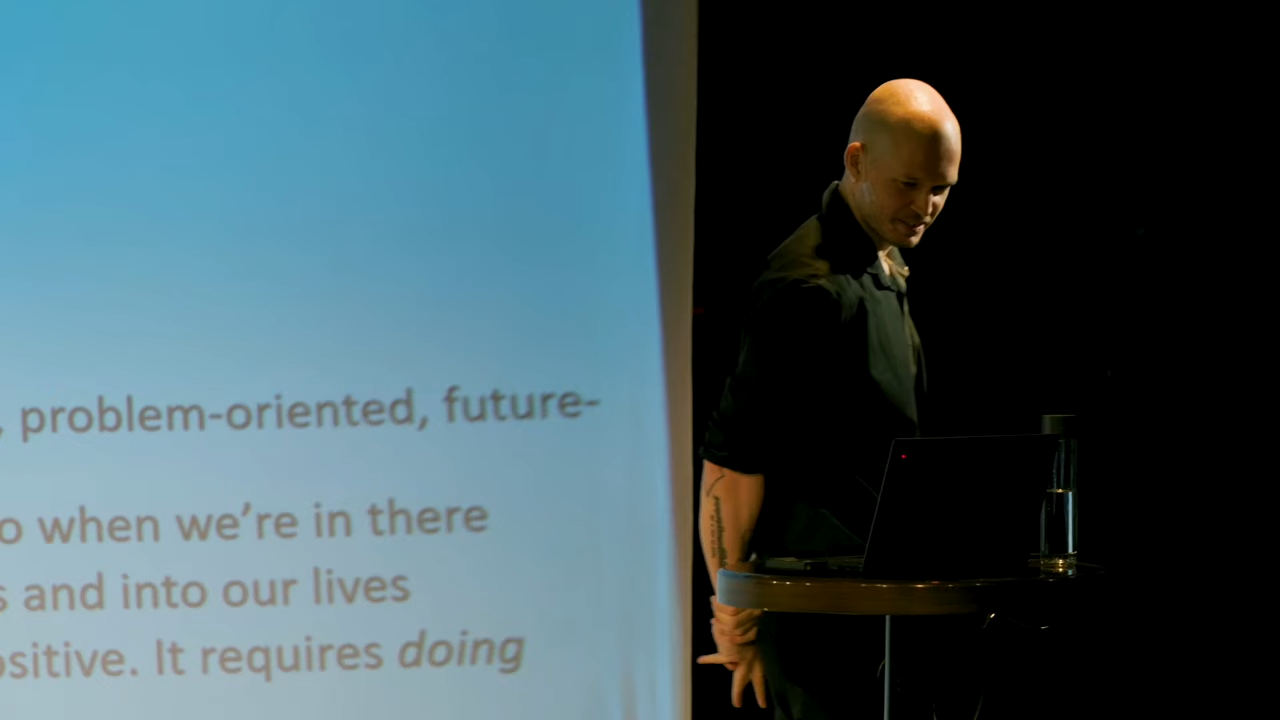 , problem-oriented, future-
o when we’re in there
s and into our lives
ositive. It requires doing